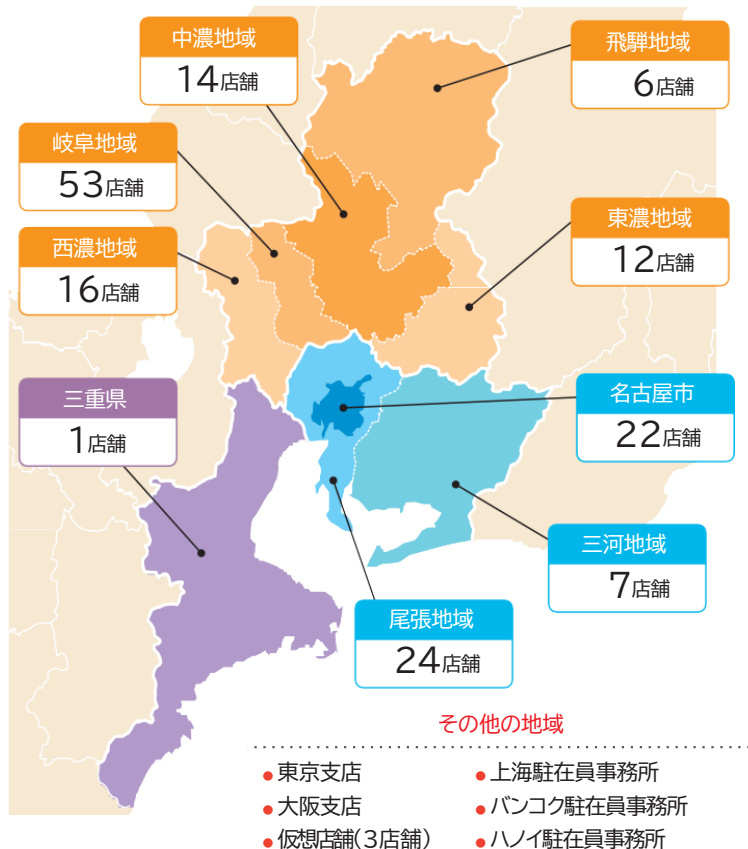 中濃地域
14店舗
飛騨地域
6店舗
岐阜地域
53店舗
西濃地域
16店舗
東濃地域
12店舗
三重県
1店舗
名古屋市
22店舗
三河地域
7店舗
尾張地域
24店舗
その他の地域
●東京支店
●大阪支店
●仮想店舗(3店舗)
●上海駐在員事務所
●バンコク駐在員事務所
●ハノイ駐在員事務所